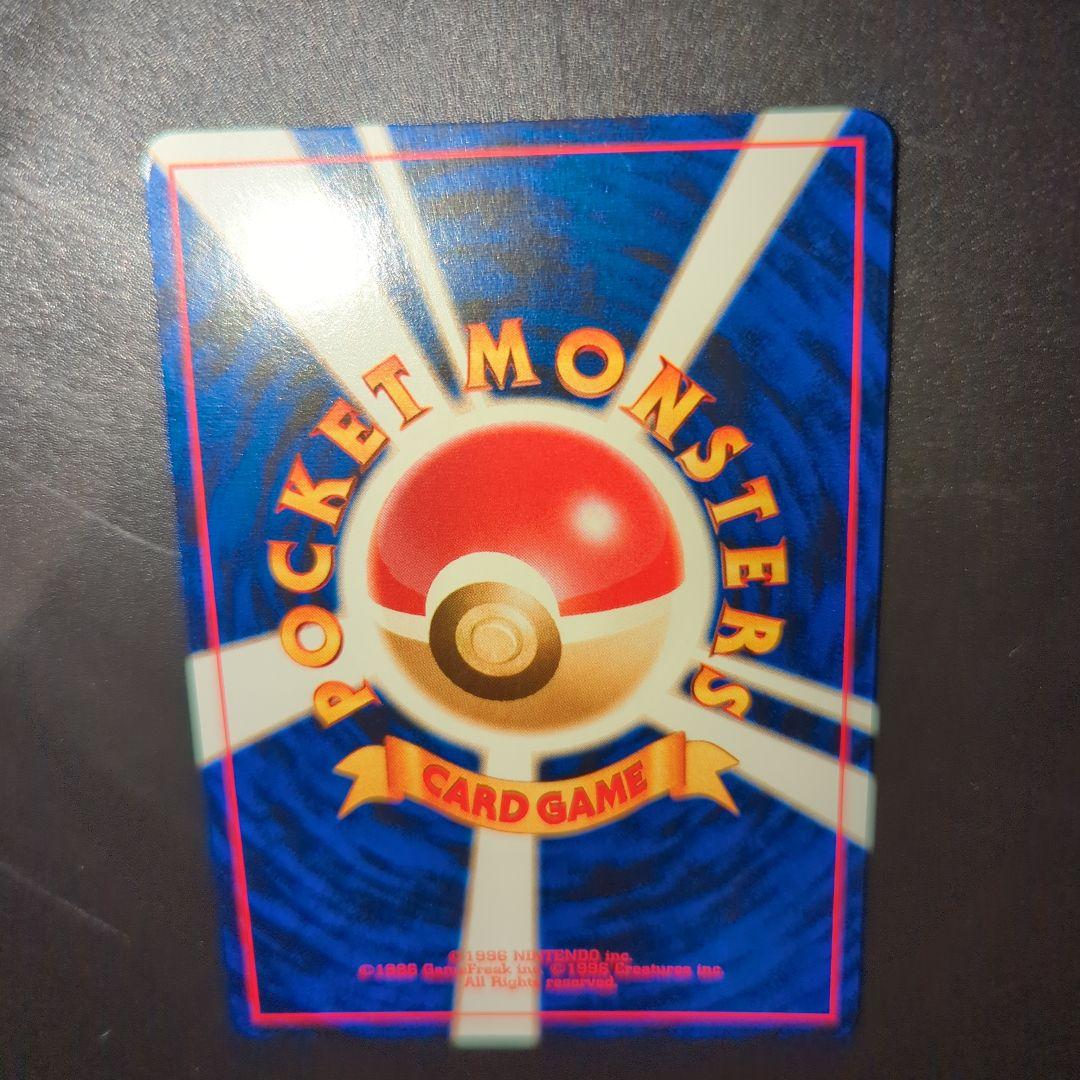 POCKET MONSTERS
CARD GAME
©1996 NINTENDO inc.
©1996 GameFreak inc. ©1996 Creatures inc.
All Rights reserved.